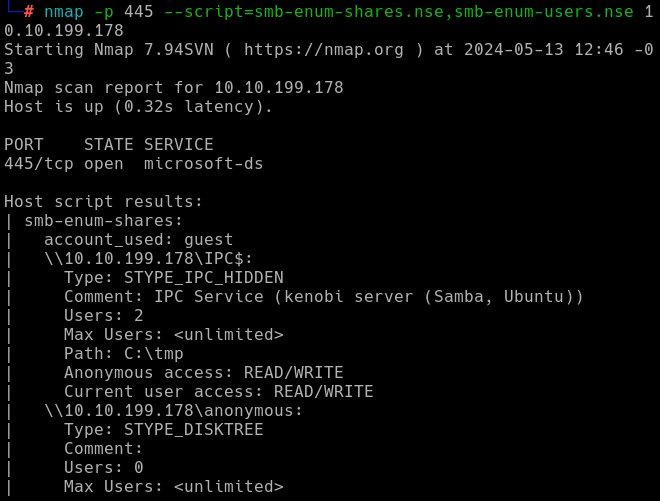 └─# nmap -p 445 --script=smb-enum-shares.nse,smb-enum-users.nse 1
0.10.199.178
Starting Nmap 7.94SVN ( https://nmap.org ) at 2024-05-13 12:46 -0
3
Nmap scan report for 10.10.199.178
Host is up (0.32s latency).

PORT    STATE SERVICE
445/tcp open  microsoft-ds

Host script results:
| smb-enum-shares:
|   account_used: guest
|   \\10.10.199.178\IPC$:
|     Type: STYPE_IPC_HIDDEN
|     Comment: IPC Service (kenobi server (Samba, Ubuntu))
|     Users: 2
|     Max Users: <unlimited>
|     Path: C:\tmp
|     Anonymous access: READ/WRITE
|     Current user access: READ/WRITE
|   \\10.10.199.178\anonymous:
|     Type: STYPE_DISKTREE
|     Comment:
|     Users: 0
|     Max Users: <unlimited>